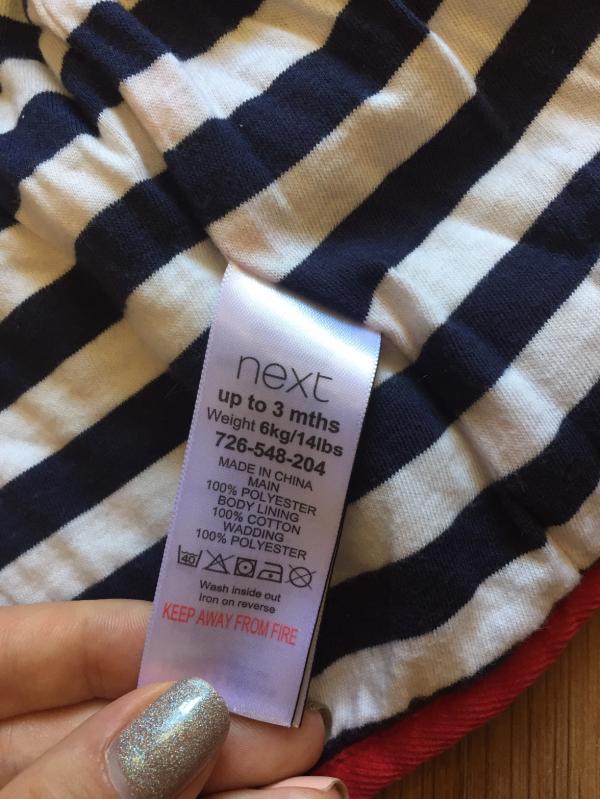 next
up to 3 mths
Weight 6kg/14lbs
726-548-204
MADE IN CHINA
MAIN
100% POLYESTER
BODY LINING
100% COTTON
WADDING
100% POLYESTER
40
Wash inside out
Iron on reverse
KEEP AWAY FROM FIRE